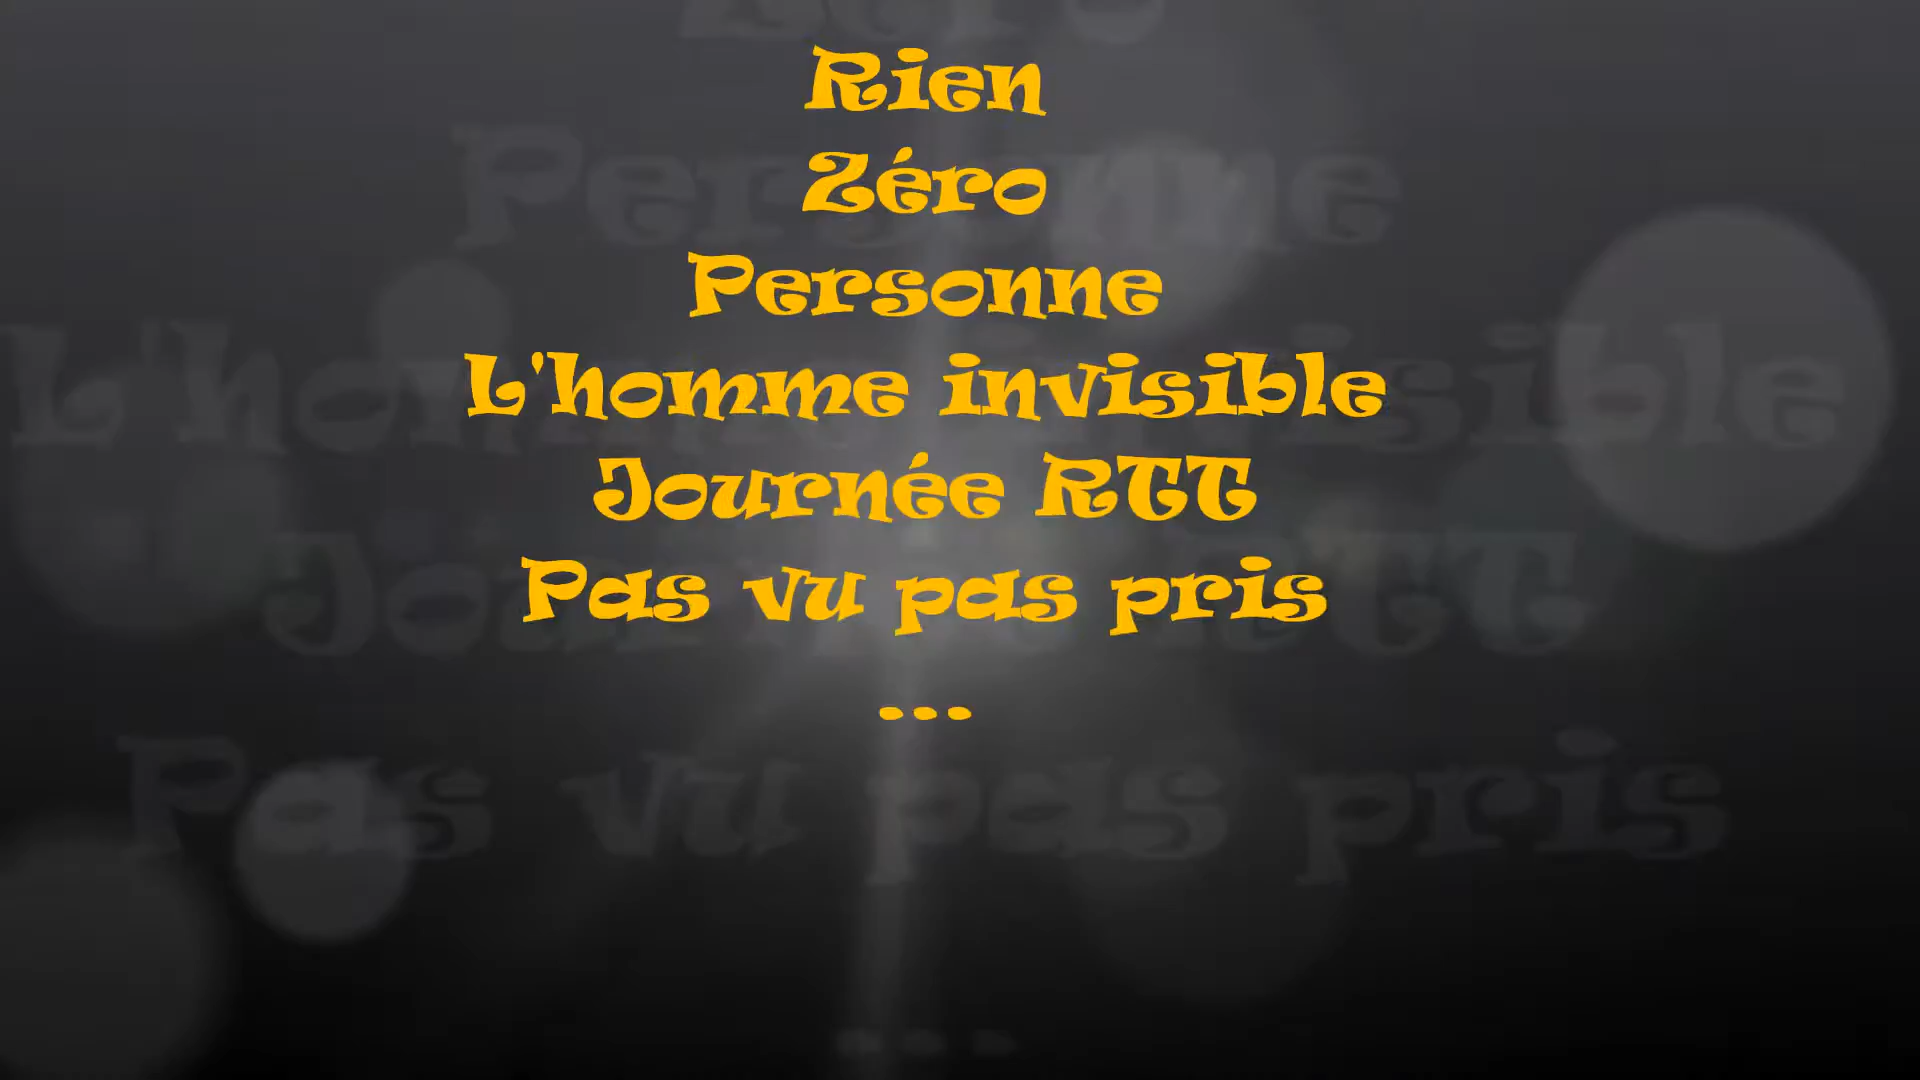 Rien
Zéro
Personne
L'homme invisible
Journée RTT
Pas vu pas pris
...